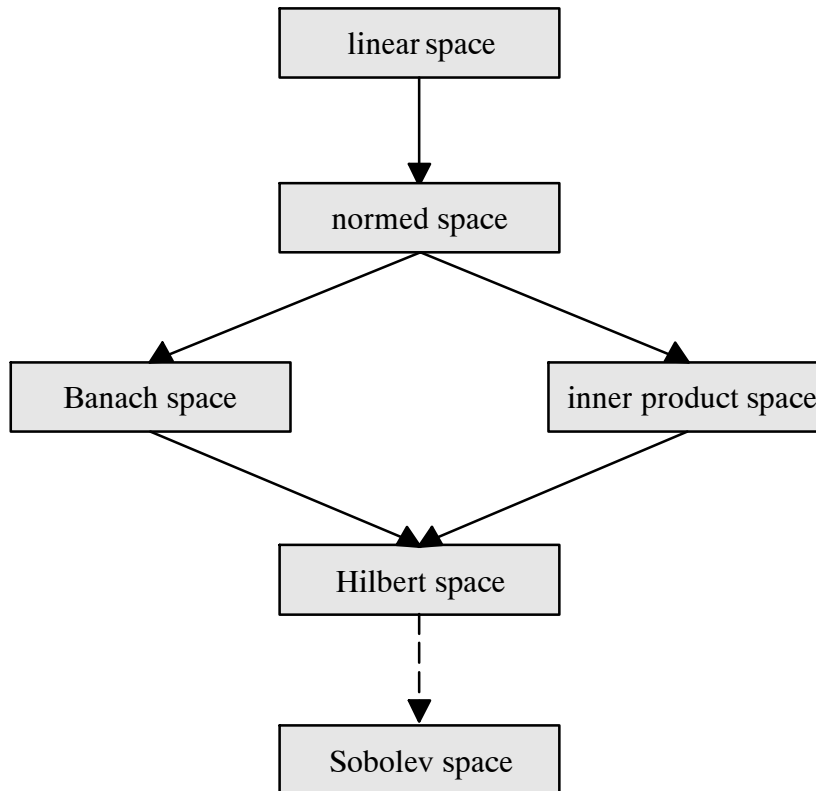 linear space
normed space
Banach space
inner product space
Hilbert space
Sobolev space